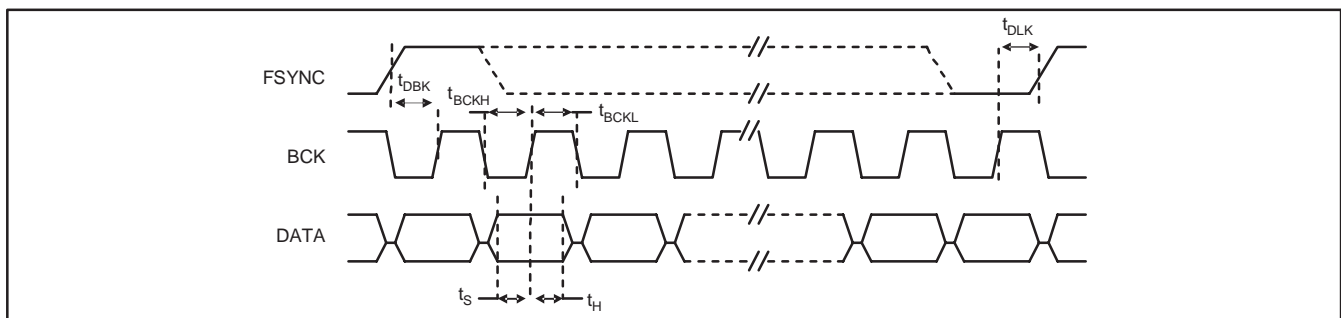 t_DLK
FSYNC
t_DBK
t_BCKH
t_BCKL
BCK
DATA
t_S
t_H